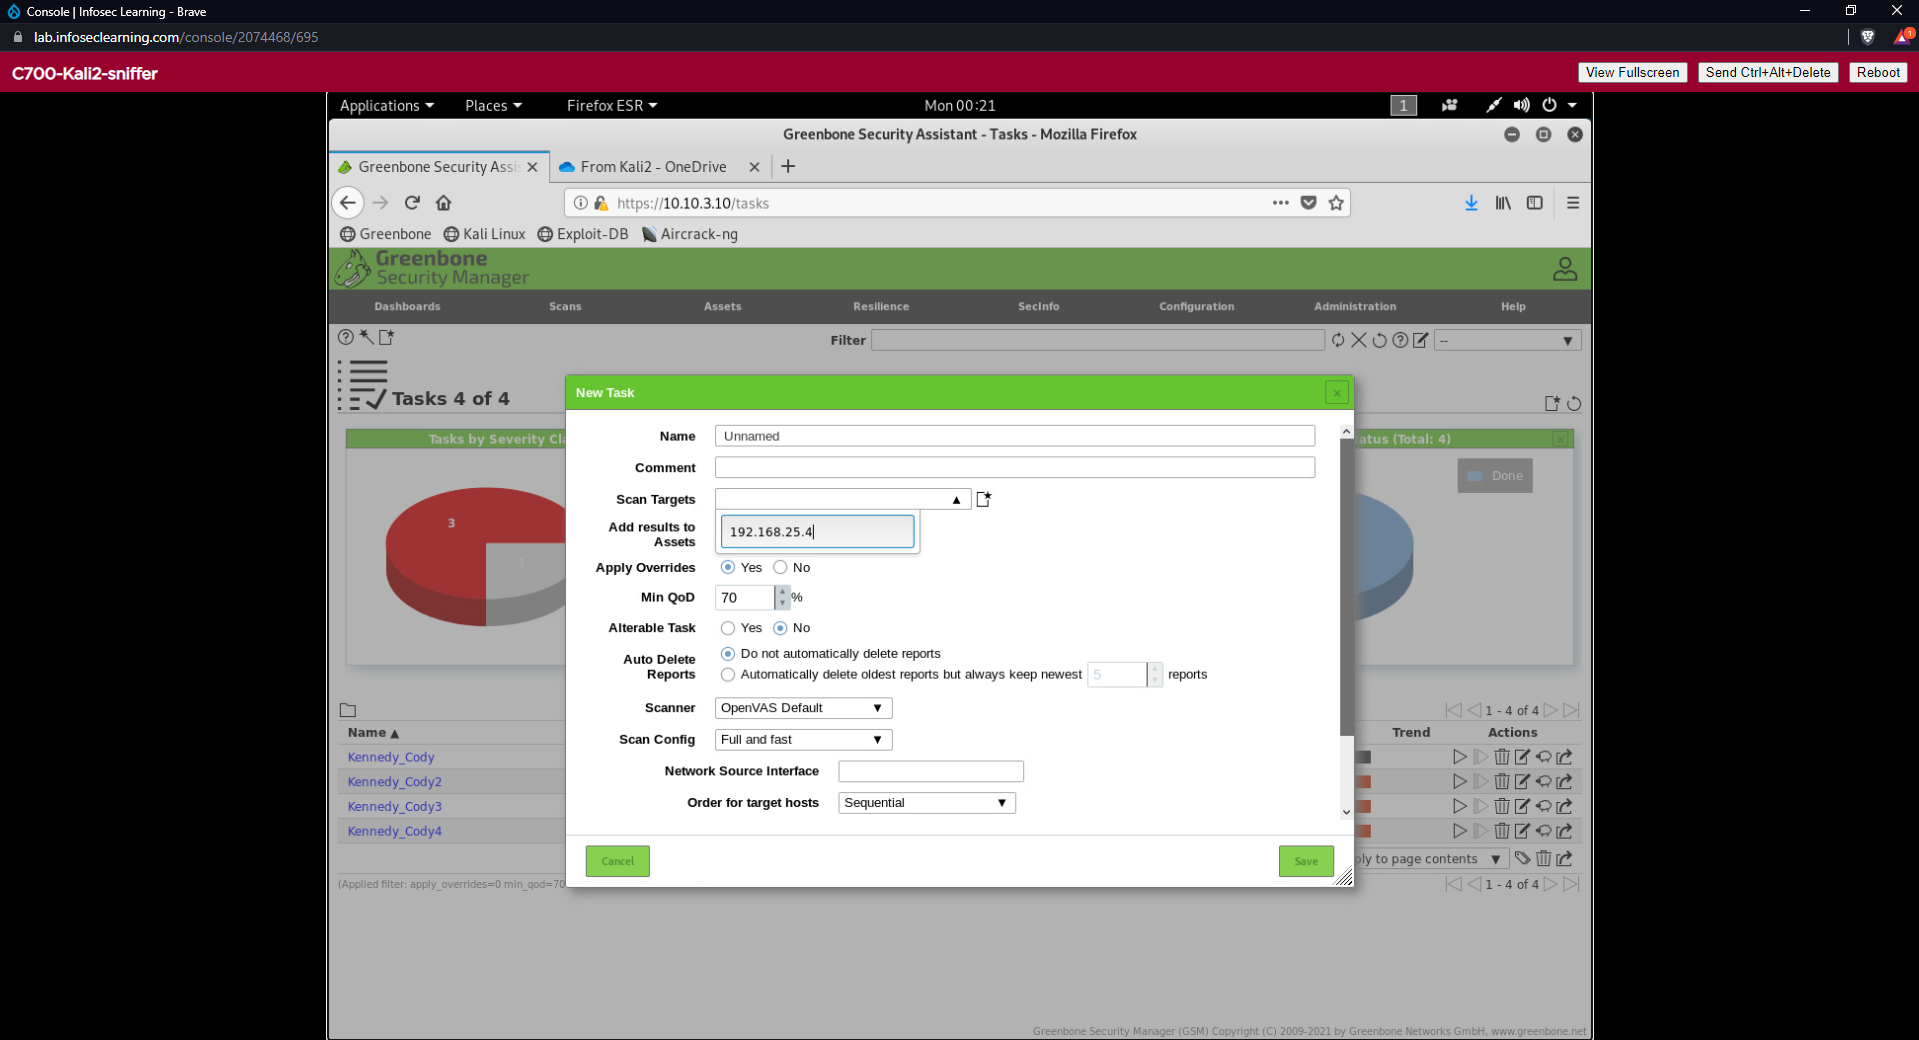 Console | Infosec Learning - Brave
lab.infoseclearning.com/console/2074468/695
C700-Kali2-sniffer
View Fullscreen
Send Ctrl+Alt+Delete
Reboot
Applications
Places
Firefox ESR
Mon 00:21
1
Greenbone Security Assistant - Tasks - Mozilla Firefox
Greenbone Security Assis
From Kali2 - OneDrive
https://10.10.3.10/tasks
Greenbone
Kali Linux
Exploit-DB
Aircrack-ng
Greenbone
Security Manager
Dashboards
Scans
Assets
Resilience
SecInfo
Configuration
Administration
Help
Filter
--
Tasks 4 of 4
Tasks by Severity Cla
atus (Total: 4)
3
1
Done
New Task
Name
Unnamed
Comment
Scan Targets
192.168.25.4
Add results to
Assets
Apply Overrides
Yes
No
Min QoD
70
%
Alterable Task
Yes
No
Auto Delete
Reports
Do not automatically delete reports
Automatically delete oldest reports but always keep newest 5 reports
Scanner
OpenVAS Default
Scan Config
Full and fast
Network Source Interface
Order for target hosts
Sequential
Cancel
Save
1 - 4 of 4
Name
Trend
Actions
Kennedy_Cody
Kennedy_Cody2
Kennedy_Cody3
Kennedy_Cody4
ply to page contents
(Applied filter: apply_overrides=0 min_qod=70
1 - 4 of 4
Greenbone Security Manager (GSM) Copyright (C) 2009-2021 by Greenbone Networks GmbH, www.greenbone.net